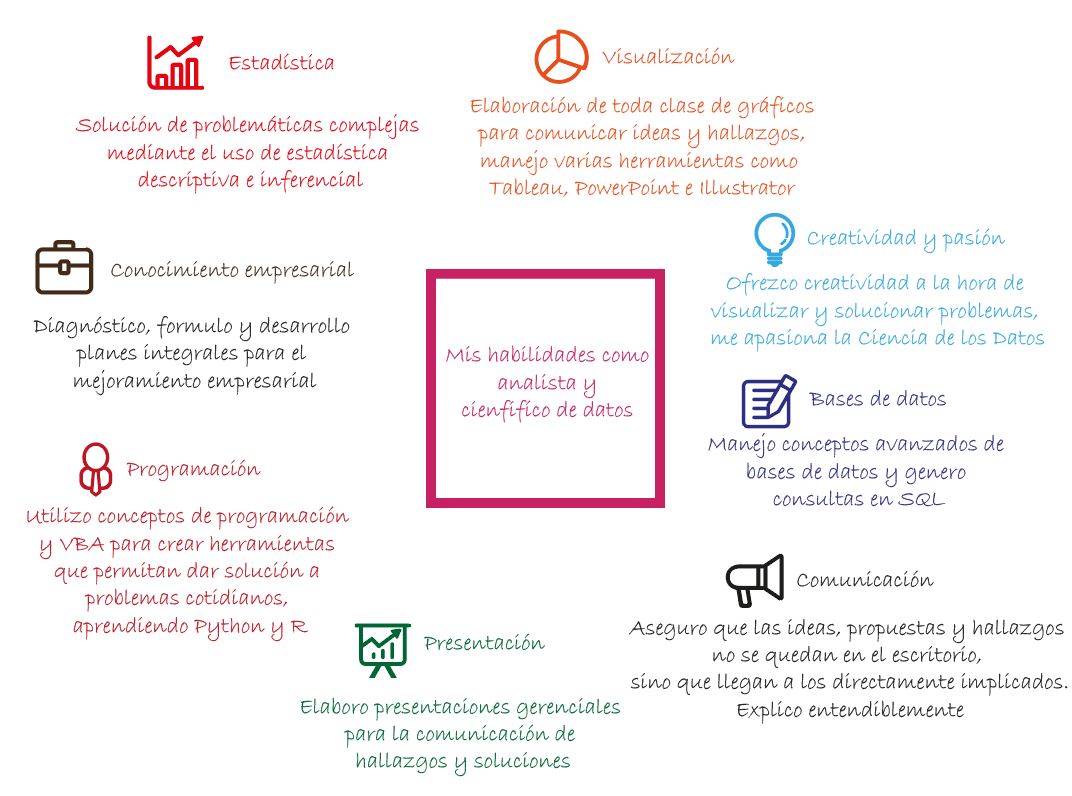 Estadística
Solución de problemáticas complejas
mediante el uso de estadística
descriptiva e inferencial
Visualización
Elaboración de toda clase de gráficos
para comunicar ideas y hallazgos,
manejo varias herramientas como
Tableau, PowerPoint e Illustrator
Conocimiento empresarial
Diagnóstico, formulo y desarrollo
planes integrales para el
mejoramiento empresarial
Creatividad y pasión
Ofrezco creatividad a la hora de
visualizar y solucionar problemas,
me apasiona la Ciencia de los Datos
Mis habilidades como
analista y
cienfifíco de datos
Bases de datos
Manejo conceptos avanzados de
bases de datos y genero
consultas en SQL
Programación
Utilizo conceptos de programación
y VBA para crear herramientas
que permitan dar solución a
problemas cotidianos,
aprendiendo Python y R
Comunicación
Aseguro que las ideas, propuestas y hallazgos
no se quedan en el escritorio,
sino que llegan a los directamente implicados.
Explico entendiblemente
Presentación
Elaboro presentaciones gerenciales
para la comunicación de
hallazgos y soluciones